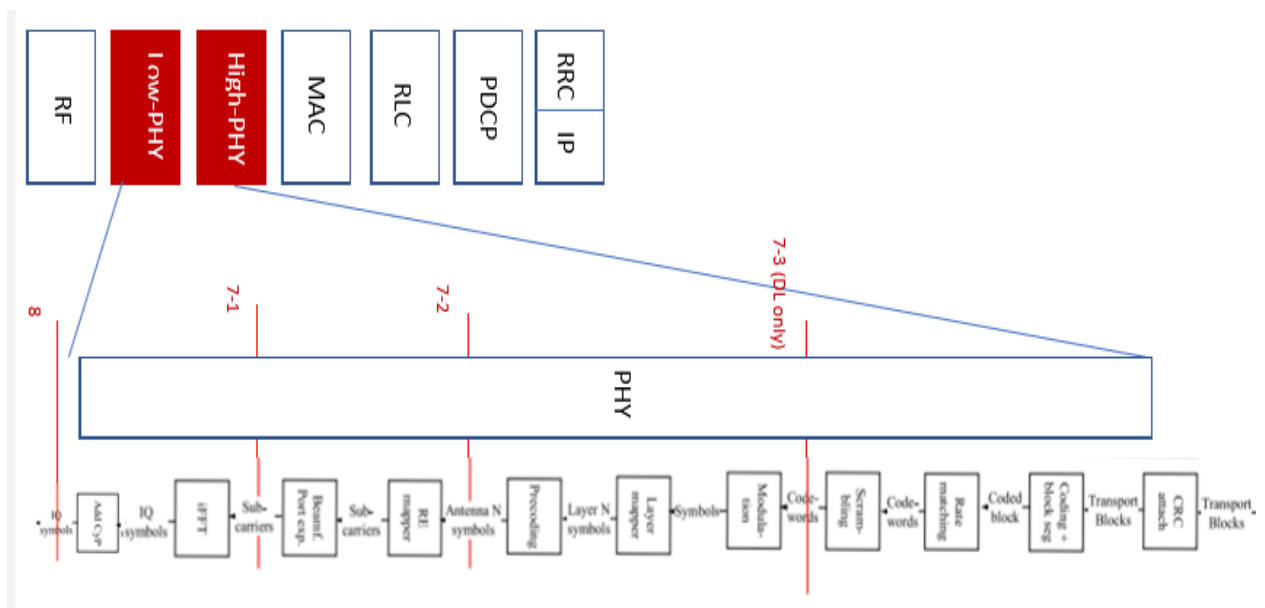 RF
Low-PHY
High-PHY
MAC
RLC
PDCP
RRC
IP
8
7-1
7-2
7-3 (DL only)
PHY
IQ
symbols
Add CyP
IQ
symbols
iFFT
Sub-
carriers
Beamf.
Port exp.
Sub-
carriers
RE
mapper
Antenna N
symbols
Precoding
Layer N
symbols
Layer
mapper
Symbols
Modula-
tion
Code-
words
Scram-
bling
Code-
words
Rate
matching
Coded
block
Coding +
block seg
Transport
Blocks
CRC
attach
Transport
Blocks